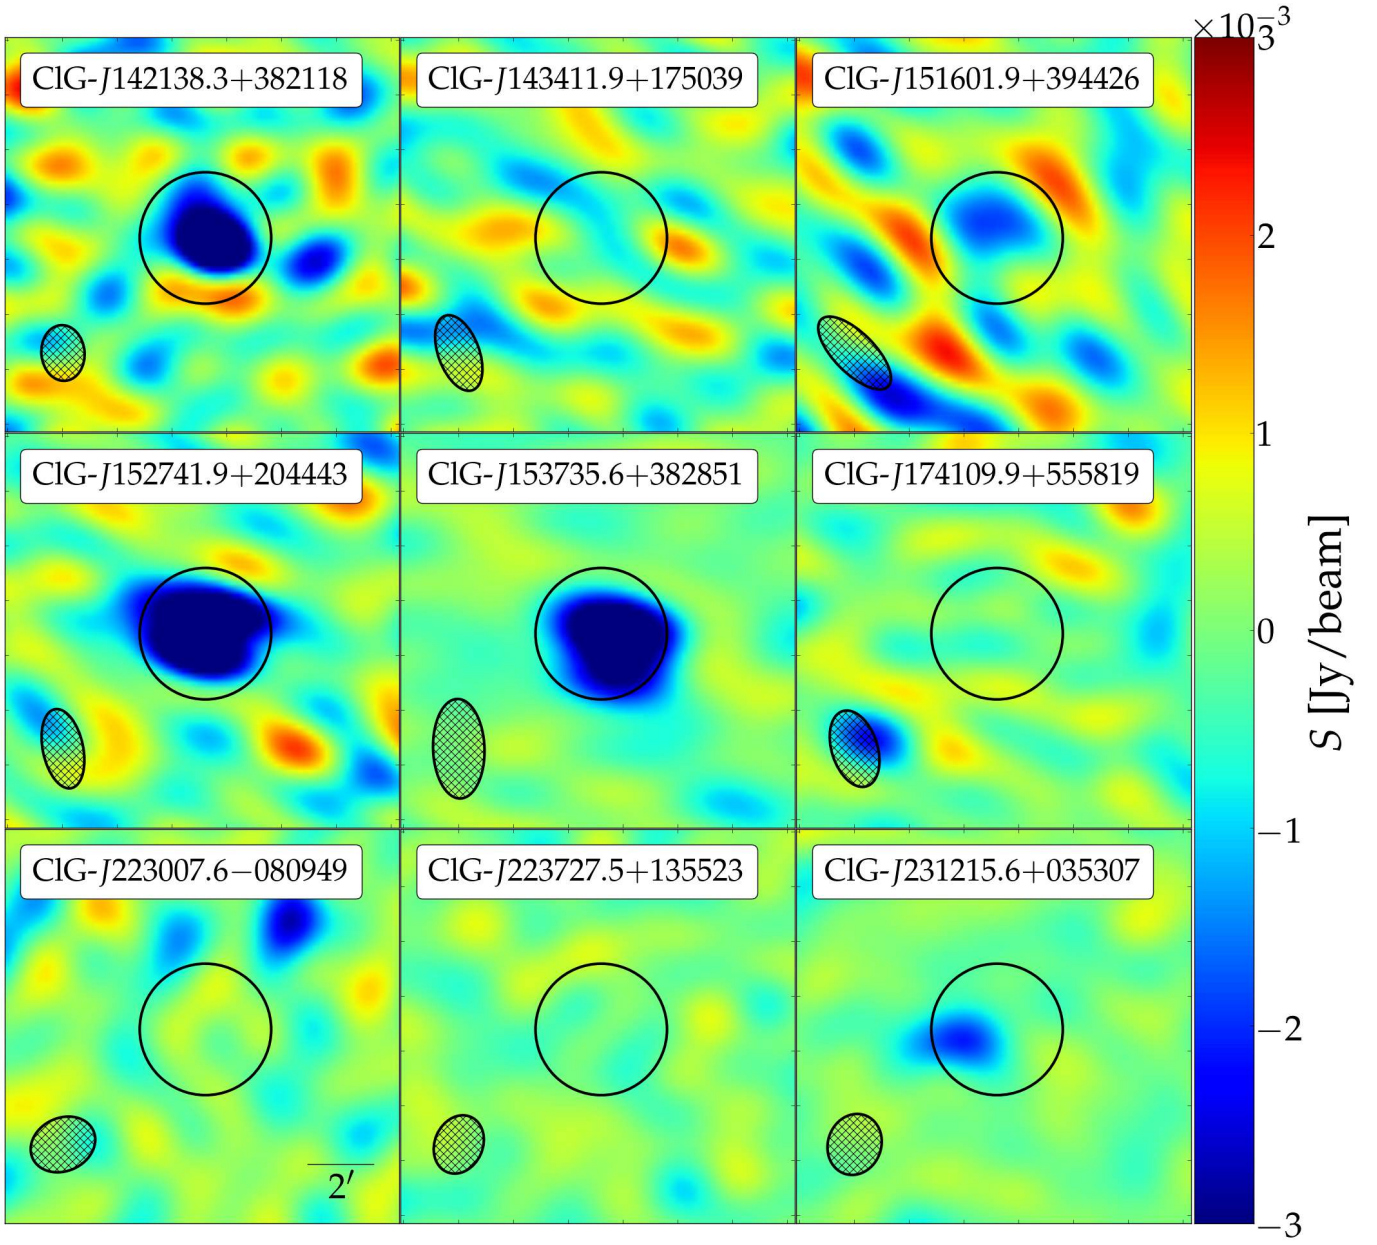 ×10⁻³
ClG-J142138.3+382118
ClG-J143411.9+175039
ClG-J151601.9+394426
ClG-J152741.9+204443
ClG-J153735.6+382851
ClG-J174109.9+555819
ClG-J223007.6−080949
ClG-J223727.5+135523
ClG-J231215.6+035307
2′
3
2
1
0
−1
−2
−3
S [Jy/beam]